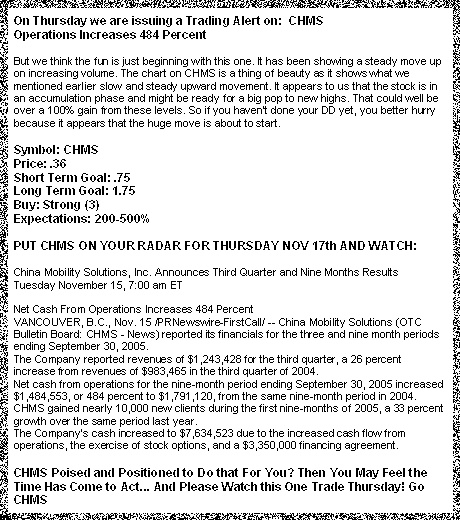 On Thursday we are issuing a Trading Alert on:  CHMS
Operations Increases 484 Percent
But we think the fun is just beginning with this one. It has been showing a steady move up
on increasing volume. The chart on CHMS is a thing of beauty as it shows what we
mentioned earlier slow and steady upward movement. It appears to us that the stock is in
an accumulation phase and might be ready for a big pop to new highs. That could well be
over a 100% gain from these levels. So if you haven't done your DD yet, you better hurry
because it appears that the huge move is about to start.
Symbol: CHMS
Price: .36
Short Term Goal: .75
Long Term Goal: 1.75
Buy: Strong (3)
Expectations: 200-500%
PUT CHMS ON YOUR RADAR FOR THURSDAY NOV 17th AND WATCH:
China Mobility Solutions, Inc. Announces Third Quarter and Nine Months Results
Tuesday November 15, 7:00 am ET
Net Cash From Operations Increases 484 Percent
VANCOUVER, B.C., Nov. 15 /PRNewswire-FirstCall/ -- China Mobility Solutions (OTC
Bulletin Board: CHMS - News) reported its financials for the three and nine month periods
ending September 30, 2005.
The Company reported revenues of $1,243,428 for the third quarter, a 26 percent
increase from revenues of $983,465 in the third quarter of 2004.
Net cash from operations for the nine-month period ending September 30, 2005 increased
$1,484,553, or 484 percent to $1,791,120, from the same nine-month period in 2004.
CHMS gained nearly 10,000 new clients during the first nine-months of 2005, a 33 percent
growth over the same period last year.
The Company's cash increased to $7,634,523 due to the increased cash flow from
operations, the exercise of stock options, and a $3,350,000 financing agreement.
CHMS Poised and Positioned to Do that For You? Then You May Feel the
Time Has Come to Act... And Please Watch this One Trade Thursday! Go
CHMS